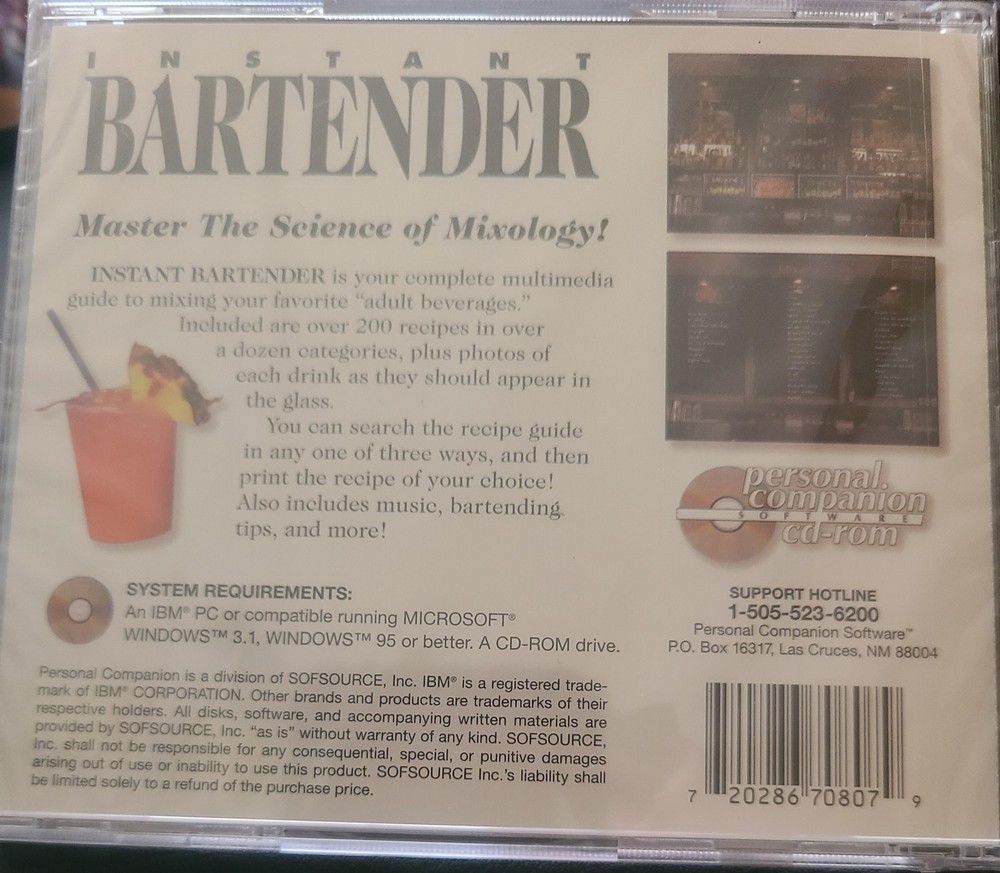 INSTANT
BARTENDER
Master The Science of Mixology!
INSTANT BARTENDER is your complete multimedia
guide to mixing your favorite “adult beverages.”
Included are over 200 recipes in over
a dozen categories, plus photos of
each drink as they should appear in
the glass.
You can search the recipe guide
in any one of three ways, and then
print the recipe of your choice!
Also includes music, bartending
tips, and more!
SYSTEM REQUIREMENTS:
An IBM® PC or compatible running MICROSOFT®
WINDOWS™ 3.1, WINDOWS™ 95 or better. A CD-ROM drive.
Personal Companion is a division of SOFSOURCE, Inc. IBM® is a registered trade-
mark of IBM® CORPORATION. Other brands and products are trademarks of their
respective holders. All disks, software, and accompanying written materials are
provided by SOFSOURCE, Inc. “as is” without warranty of any kind. SOFSOURCE,
Inc. shall not be responsible for any consequential, special, or punitive damages
arising out of use or inability to use this product. SOFSOURCE Inc.'s liability shall
be limited solely to a refund of the purchase price.
personal
companion
SOFTWARE
cd-rom
SUPPORT HOTLINE
1-505-523-6200
Personal Companion Software™
P.O. Box 16317, Las Cruces, NM 88004
7 20286 70807 9